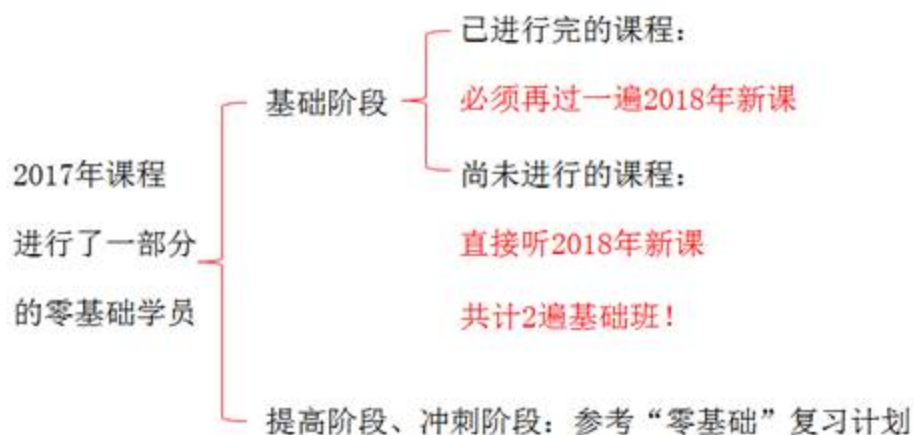 2017年课程
进行了一部分
的零基础学员
基础阶段
已进行完的课程：
必须再过一遍2018年新课
尚未进行的课程：
直接听2018年新课
共计2遍基础班！
提高阶段、冲刺阶段：参考“零基础”复习计划